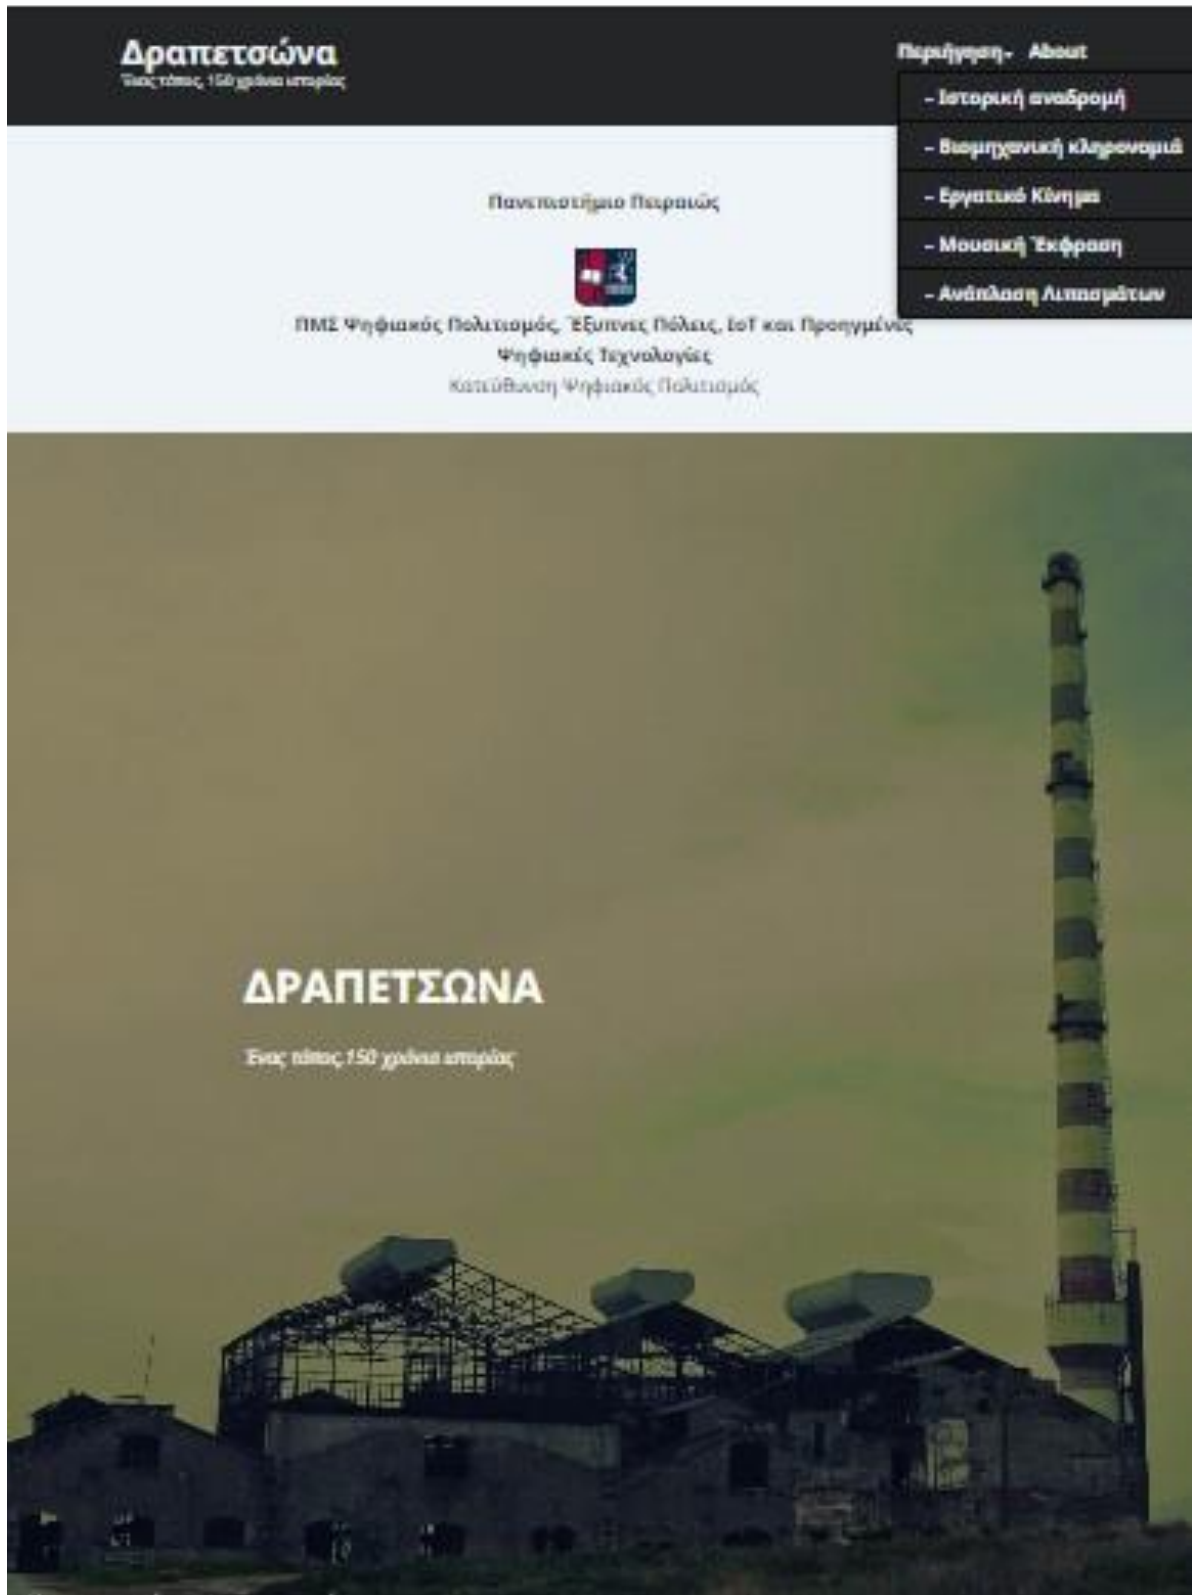 Δραπετσώνα
Ένας τόπος, 150 χρόνια ιστορίας
Περιήγηση About
– Ιστορική αναδρομή
– Βιομηχανική κληρονομιά
– Εργατικό Κίνημα
– Μουσική Έκφραση
– Ανάπλαση Λιπασμάτων
Πανεπιστήμιο Πειραιώς
ΠΜΣ Ψηφιακός Πολιτισμός, Έξυπνες Πόλεις, IoT και Προηγμένες
Ψηφιακές Τεχνολογίες
Κατεύθυνση Ψηφιακός Πολιτισμός
ΔΡΑΠΕΤΣΩΝΑ
Ένας τόπος,150 χρόνια ιστορίας